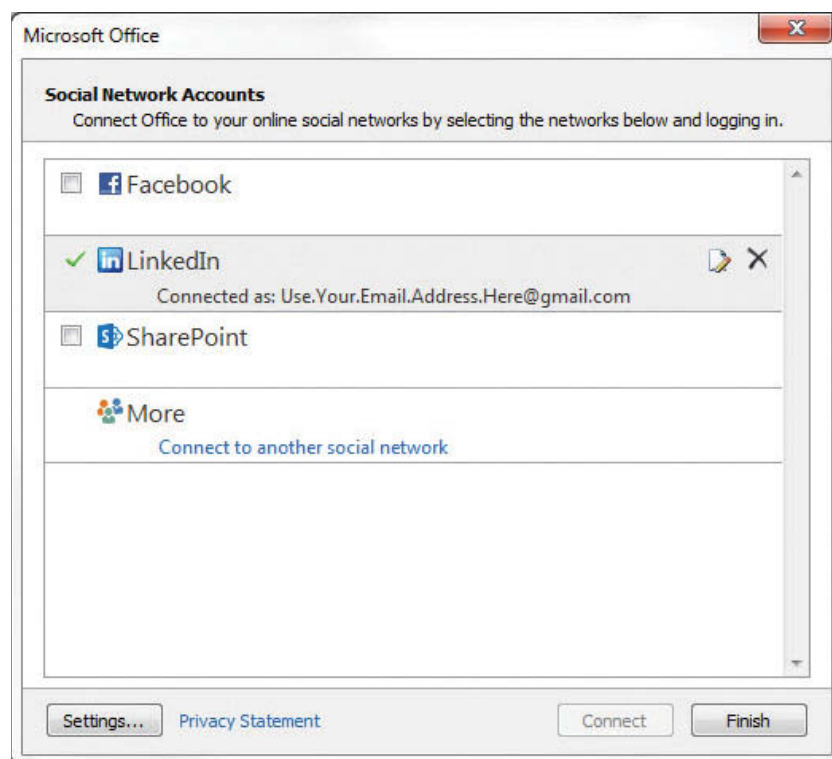 Microsoft Office
Social Network Accounts
Connect Office to your online social networks by selecting the networks below and logging in.
Facebook
LinkedIn
Connected as: Use.Your.Email.Address.Here@gmail.com
SharePoint
More
Connect to another social network
Settings... Privacy Statement Connect Finish